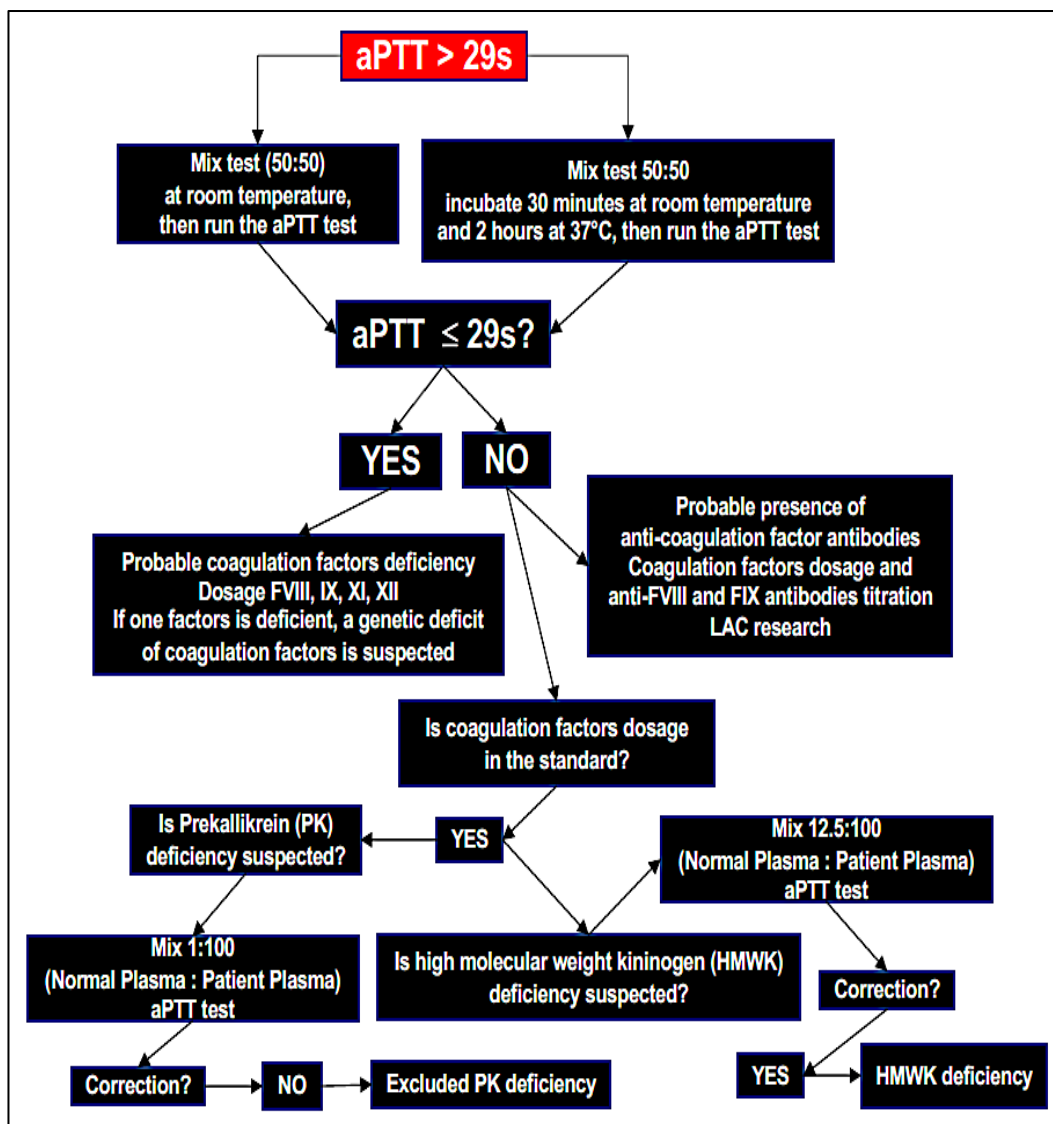 aPTT > 29s
Mix test (50:50)
at room temperature,
then run the aPTT test
Mix test 50:50
incubate 30 minutes at room temperature
and 2 hours at 37°C, then run the aPTT test
aPTT ≤ 29s?
YES
NO
Probable coagulation factors deficiency
Dosage FVIII, IX, XI, XII
If one factors is deficient, a genetic deficit
of coagulation factors is suspected
Probable presence of
anti-coagulation factor antibodies
Coagulation factors dosage and
anti-FVIII and FIX antibodies titration
LAC research
Is coagulation factors dosage
in the standard?
Is Prekallikrein (PK)
deficiency suspected?
YES
Mix 12.5:100
(Normal Plasma : Patient Plasma)
aPTT test
Mix 1:100
(Normal Plasma : Patient Plasma)
aPTT test
Is high molecular weight kininogen (HMWK)
deficiency suspected?
Correction?
Correction?
NO
Excluded PK deficiency
YES
HMWK deficiency